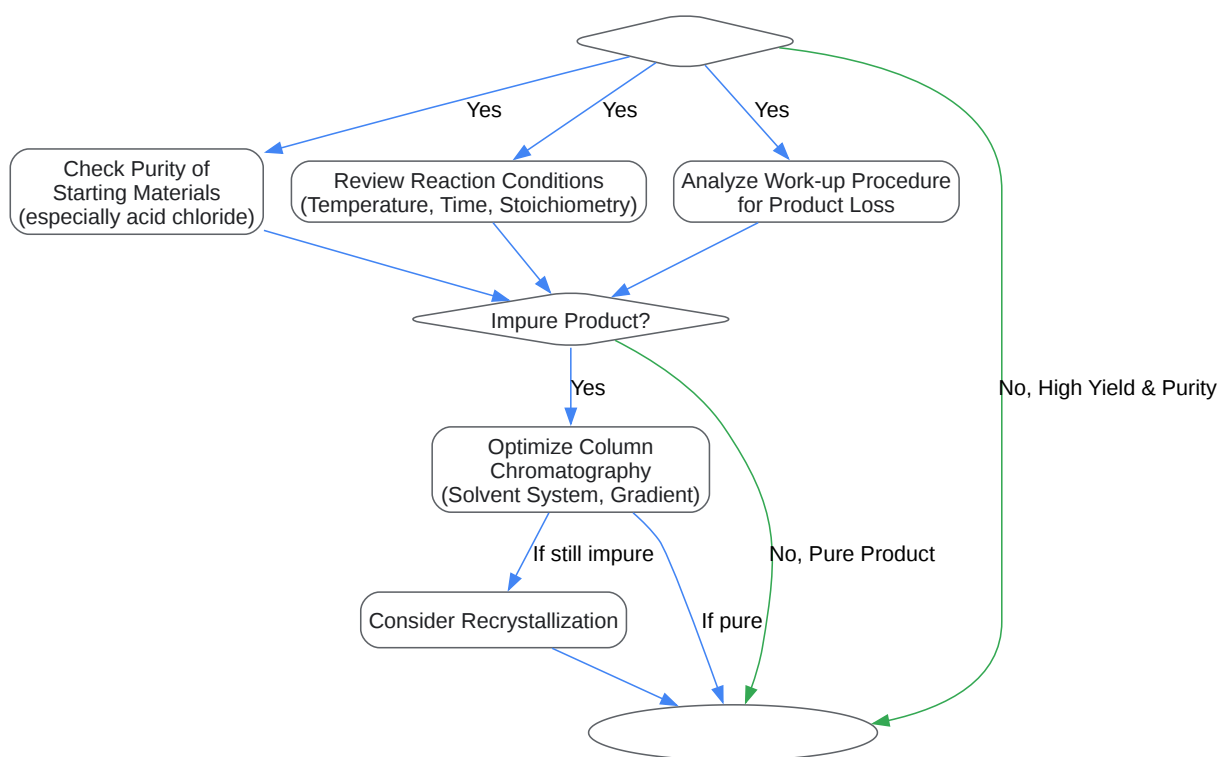 Yes
Yes
Yes
Check Purity of
Starting Materials
(especially acid chloride)
Review Reaction Conditions
(Temperature, Time, Stoichiometry)
Analyze Work-up Procedure
for Product Loss
Impure Product?
No, High Yield & Purity
Yes
Optimize Column
Chromatography
(Solvent System, Gradient)
If still impure
No, Pure Product
Consider Recrystallization
If pure